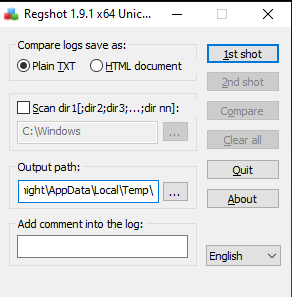 Regshot 1.9.1 x64 Unic...
Compare logs save as:
Plain TXT
HTML document
1st shot
2nd shot
Scan dir1[;dir2;dir3;...;dir nn]:
C:\Windows
...
Compare
Clear all
Output path:
ight\AppData\Local\Temp\
...
Quit
About
Add comment into the log:
English